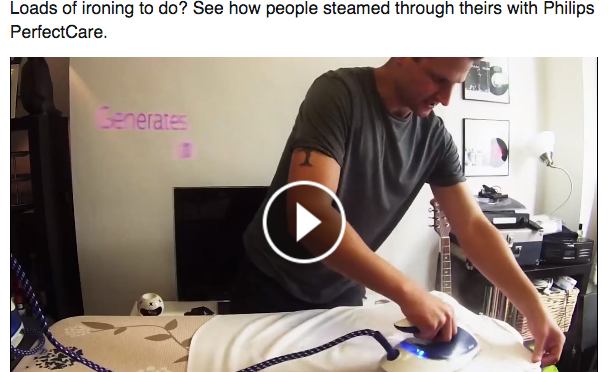 Loads of ironing to do? See how people steamed through theirs with Philips
PerfectCare.
Generates